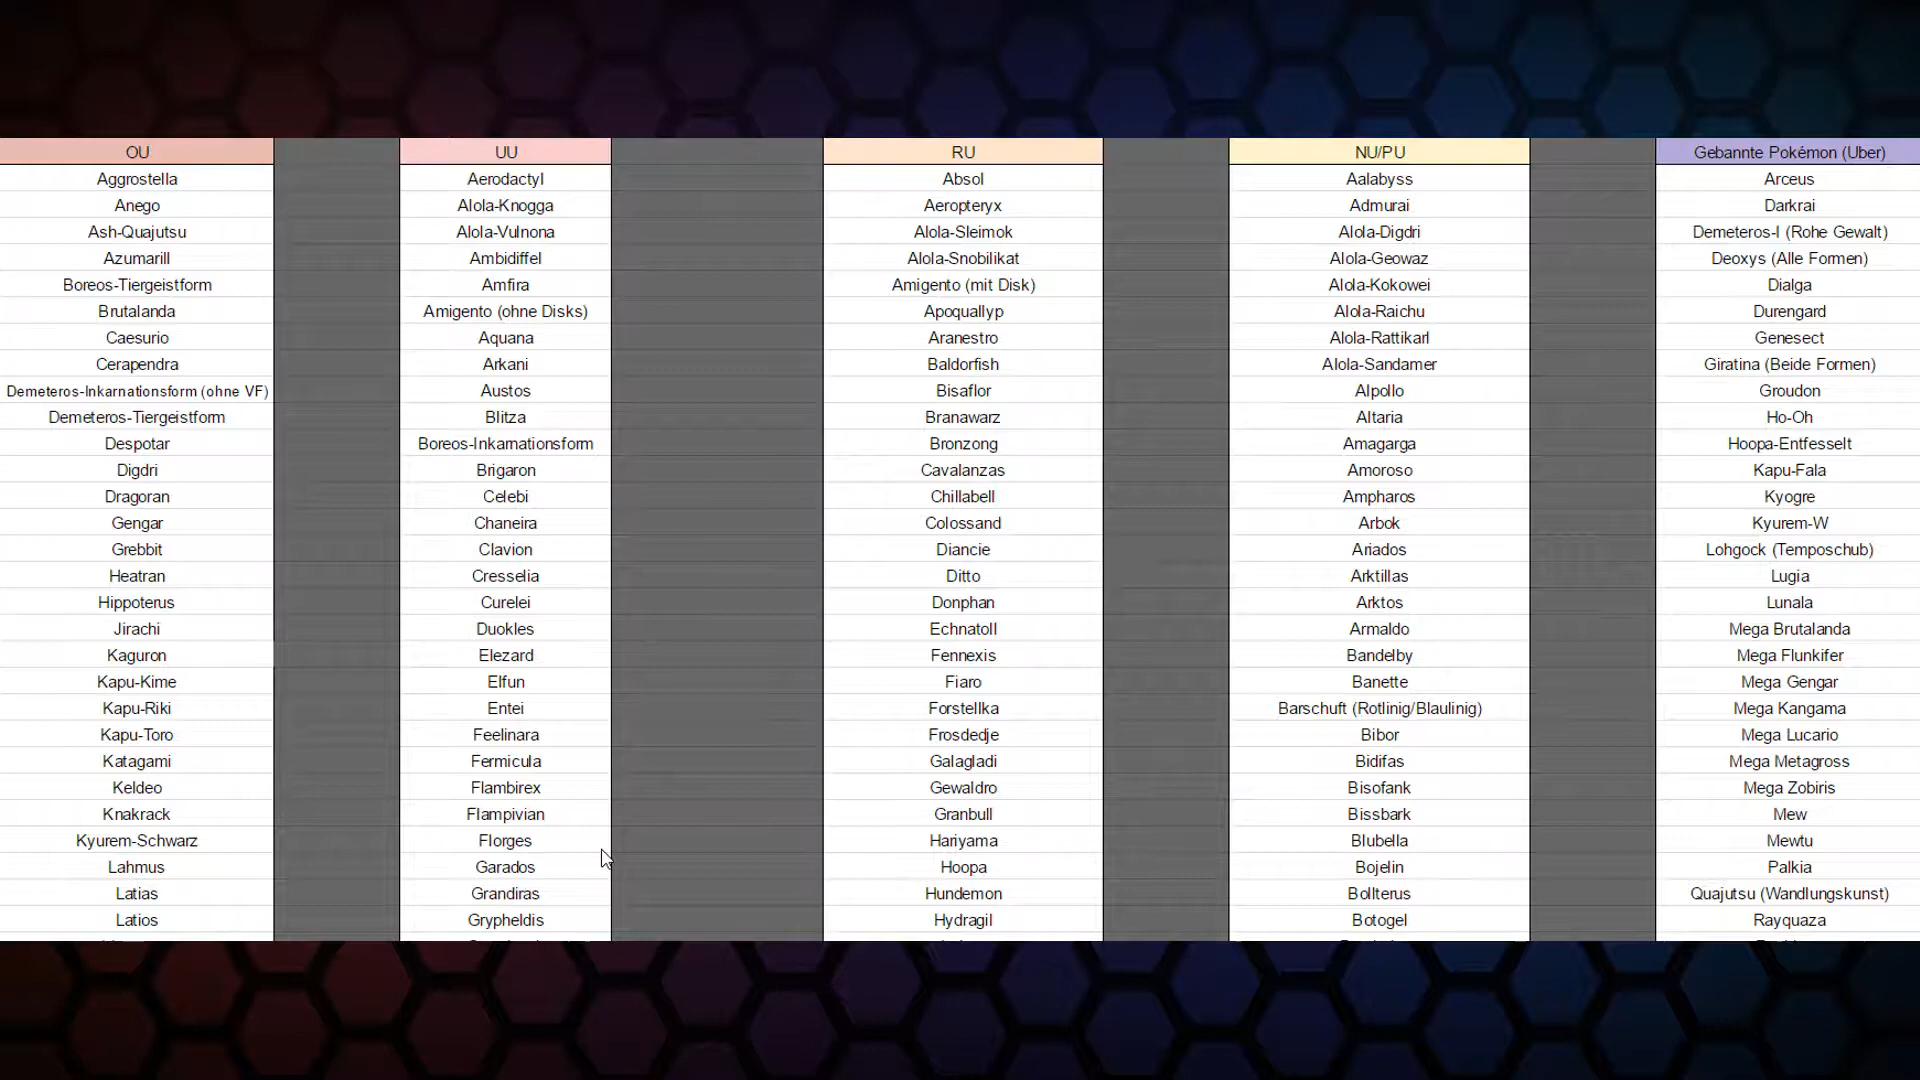 OU UU RU NU/PU Gebannte Pokémon (Uber)
Aggrostella Aerodactyl Absol Aalabyss Arceus
Anego Alola-Knogga Aeropteryx Admurai Darkrai
Ash-Quajutsu Alola-Vulnona Alola-Sleimok Alola-Digdri Demeteros-I (Rohe Gewalt)
Azumarill Ambidiffel Alola-Snobilikat Alola-Geowaz Deoxys (Alle Formen)
Boreos-Tiergeistform Amfira Amigento (mit Disk) Alola-Kokowei Dialga
Brutalanda Amigento (ohne Disks) Apoquallyp Alola-Raichu Durengard
Caesurio Aquana Aranestro Alola-Rattikarl Genesect
Cerapendra Arkani Baldorfish Alola-Sandamer Giratina (Beide Formen)
Demeteros-Inkarnationsform (ohne VF) Austos Bisaflor Alpollo Groudon
Demeteros-Tiergeistform Blitza Branawarz Altaria Ho-Oh
Despotar Boreos-Inkarnationsform Bronzong Amagarga Hoopa-Entfesselt
Digdri Brigaron Cavalanzas Amoroso Kapu-Fala
Dragoran Celebi Chillabell Ampharos Kyogre
Gengar Chaneira Colossand Arbok Kyurem-W
Grebbit Clavion Diancie Ariados Lohgock (Temposchub)
Heatran Cresselia Ditto Arktillas Lugia
Hippoterus Curelei Donphan Arktos Lunala
Jirachi Duokles Echnatoll Armaldo Mega Brutalanda
Kaguron Elezard Fennexis Bandelby Mega Flunkifer
Kapu-Kime Elfun Fiaro Banette Mega Gengar
Kapu-Riki Entei Forstellka Barschuft (Rotlinig/Blaulinig) Mega Kangama
Kapu-Toro Feelinara Frosdedje Bibor Mega Lucario
Katagami Fermicula Galagladi Bidifas Mega Metagross
Keldeo Flambirex Gewaldro Bisofank Mega Zobiris
Knakrack Flampivian Granbull Bissbark Mew
Kyurem-Schwarz Florges Hariyama Blubella Mewtu
Lahmus Garados Hoopa Bojelin Palkia
Latias Grandiras Hundemon Bollterus Quajutsu (Wandlungskunst)
Latios Grypheldis Hydragil Botogel Rayquaza